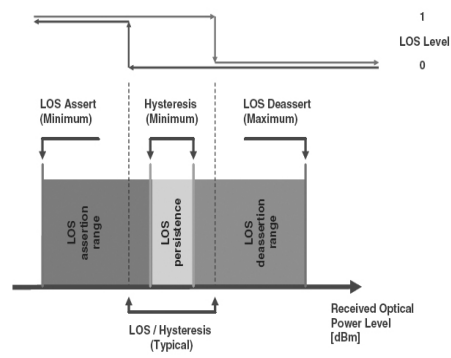 1
LOS Level
0
LOS Assert
(Minimum)
Hysteresis
(Minimum)
LOS Deassert
(Maximum)
LOS
assertion
range
LOS
persistence
LOS
deassertion
range
Received Optical
Power Level
[dBm]
LOS / Hysteresis
(Typical)